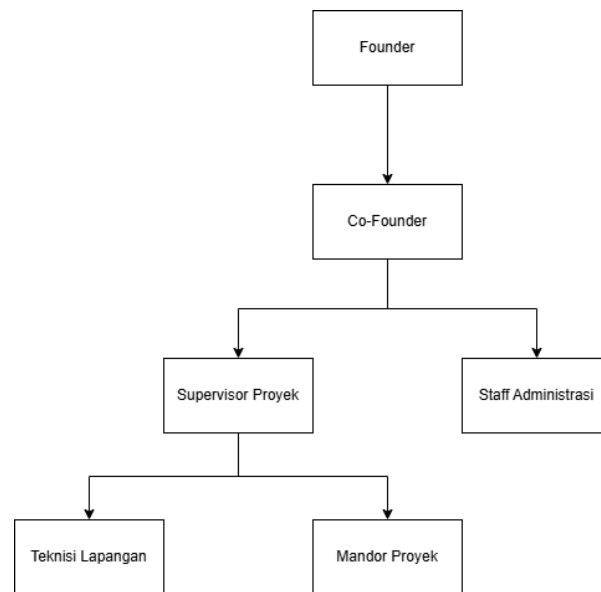 Founder
Co-Founder
Supervisor Proyek
Staff Administrasi
Teknisi Lapangan
Mandor Proyek